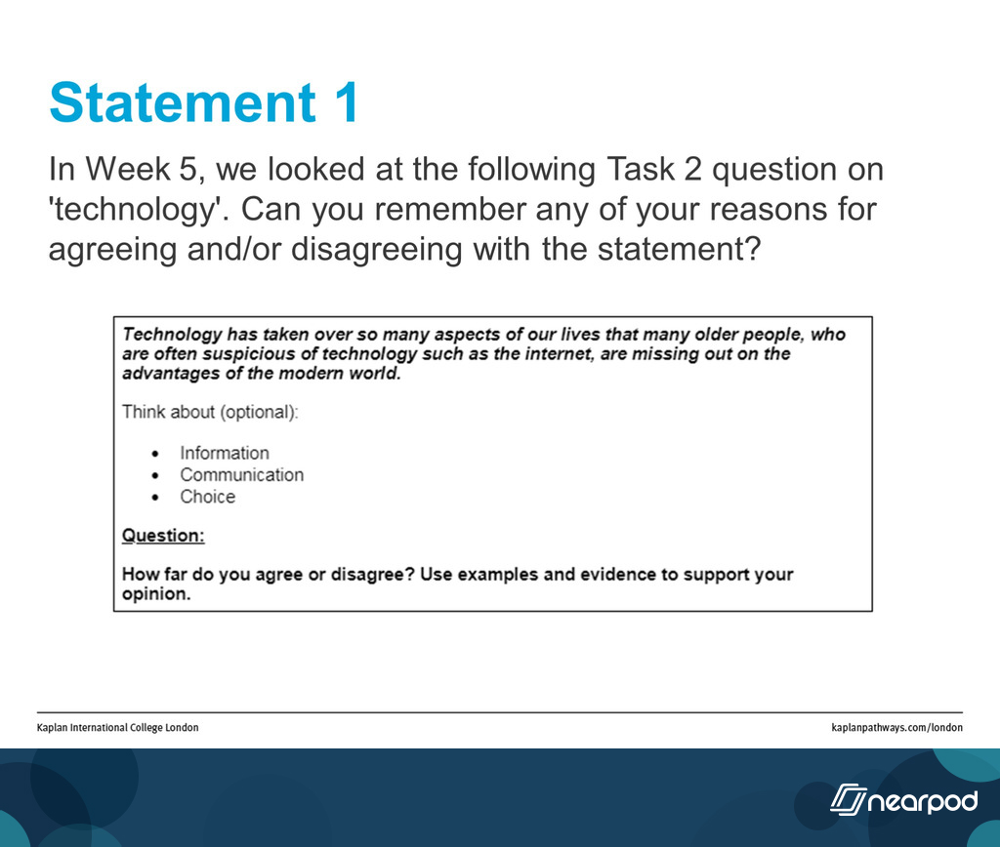 Statement 1
In Week 5, we looked at the following Task 2 question on
'technology'. Can you remember any of your reasons for
agreeing and/or disagreeing with the statement?
Technology has taken over so many aspects of our lives that many older people, who
are often suspicious of technology such as the internet, are missing out on the
advantages of the modern world.
Think about (optional):
• Information
• Communication
• Choice
Question:
How far do you agree or disagree? Use examples and evidence to support your
opinion.
Kaplan International College London
kaplanpathways.com/london
nearpod